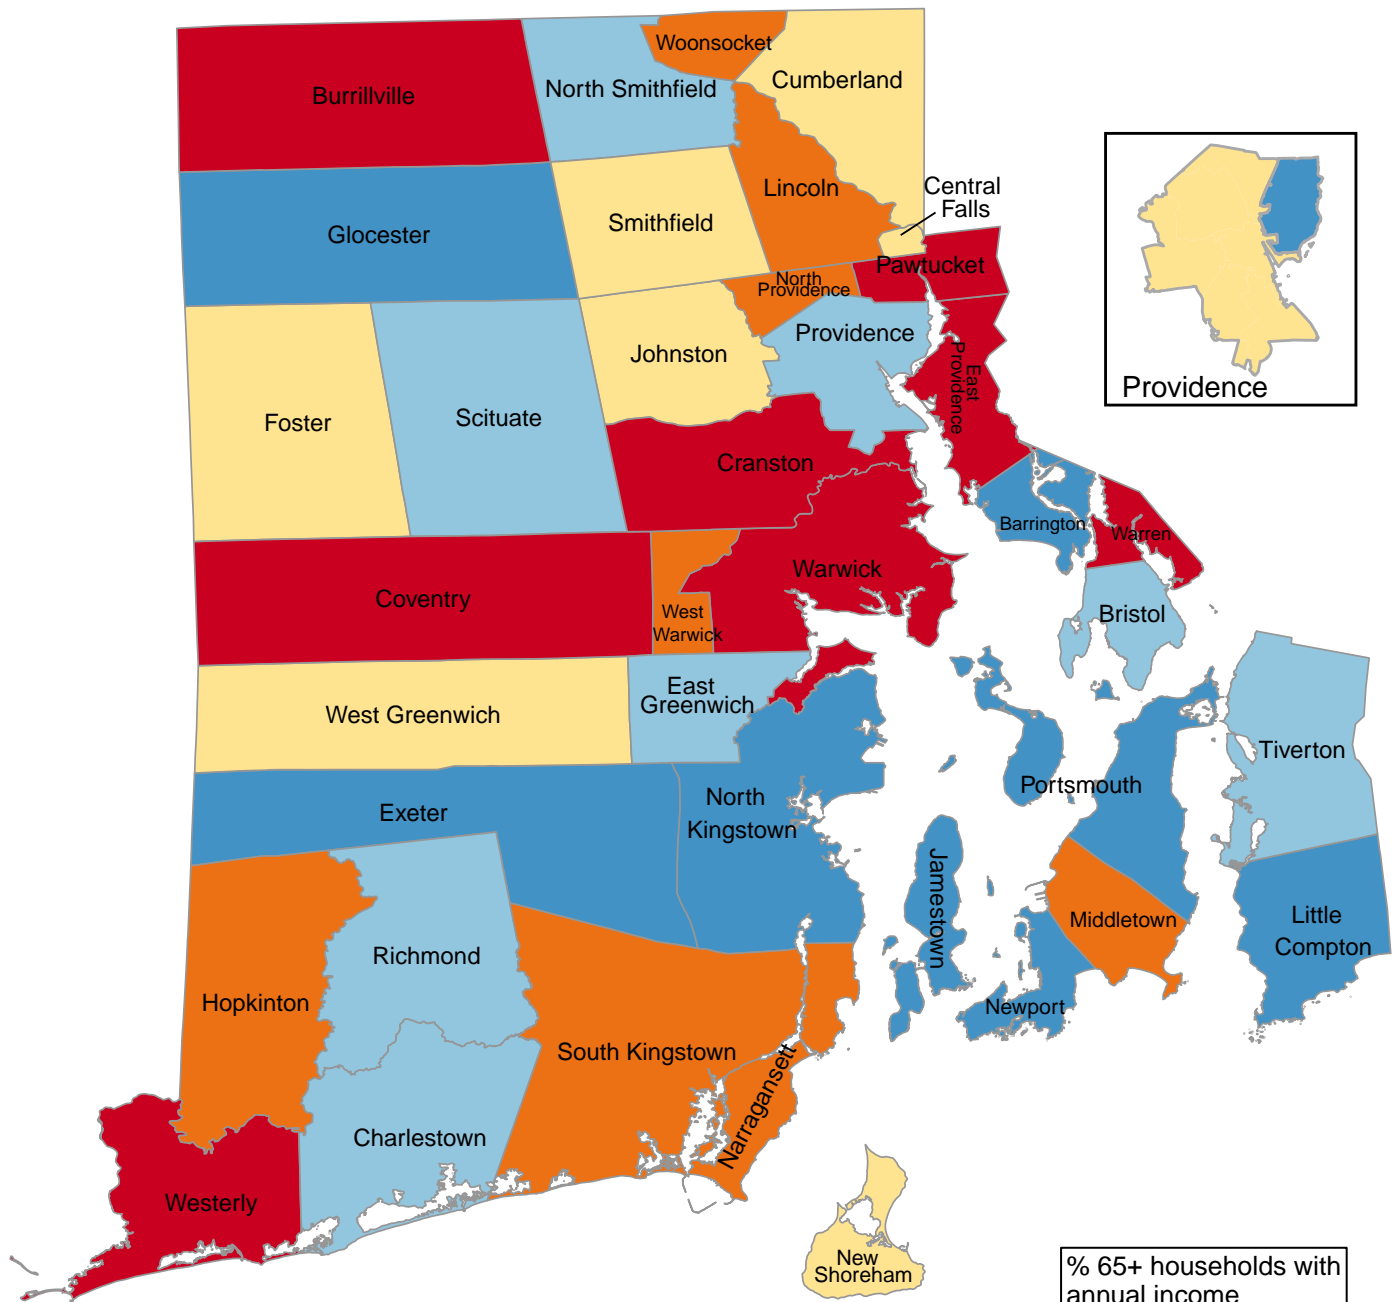 Woonsocket
Burrillville
North Smithfield
Cumberland
Lincoln
Central
Falls
Glocester
Smithfield
Pawtucket
North
Providence
Johnston
Providence
East
Providence
Foster
Scituate
Cranston
Providence
Barrington
Warren
Coventry
West
Warwick
Warwick
Bristol
West Greenwich
East
Greenwich
Tiverton
Exeter
North
Kingstown
Portsmouth
Jamestown
Middletown
Little
Compton
Richmond
Hopkinton
Newport
South Kingstown
Narragansett
Charlestown
Westerly
New
Shoreham
% 65+ households with
annual income